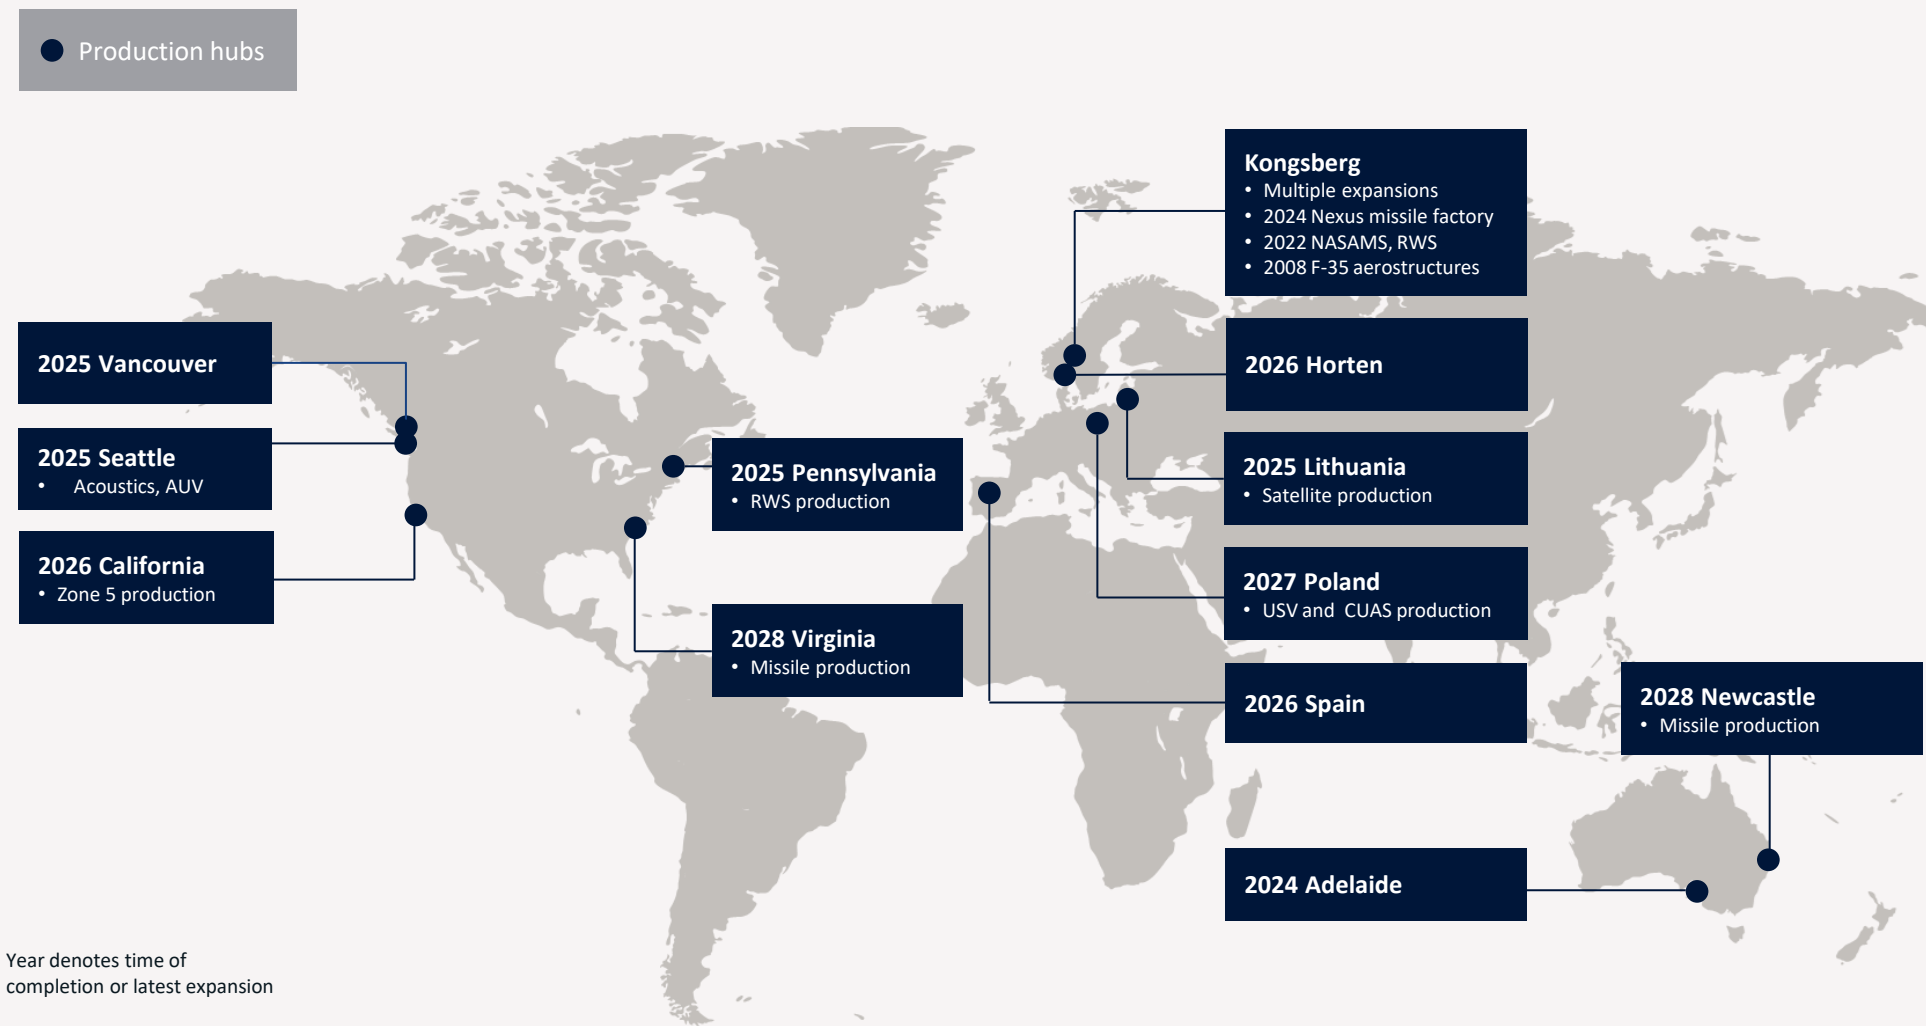 Production hubs
Kongsberg
• Multiple expansions
• 2024 Nexus missile factory
• 2022 NASAMS, RWS
• 2008 F-35 aerostructures
2025 Vancouver
2026 Horten
2025 Seattle
• Acoustics, AUV
2025 Pennsylvania
• RWS production
2025 Lithuania
• Satellite production
2026 California
• Zone 5 production
2027 Poland
• USV and CUAS production
2028 Virginia
• Missile production
2026 Spain
2028 Newcastle
• Missile production
2024 Adelaide
Year denotes time of
completion or latest expansion